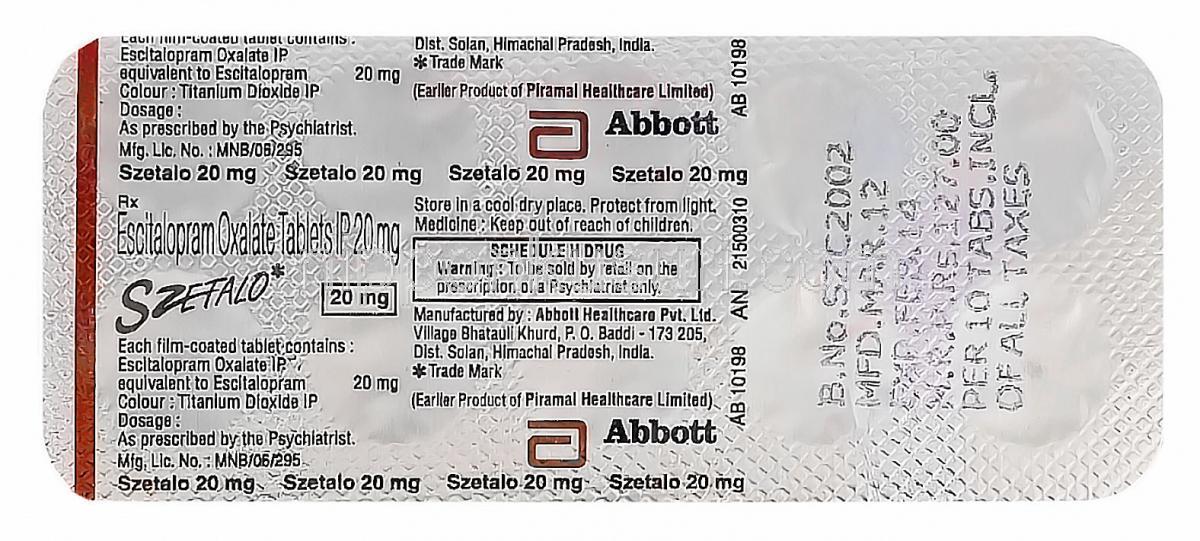 Each film-coated tablet contains :
Escitalopram Oxalate IP
equivalent to Escitalopram 20 mg
Colour : Titanium Dioxide IP
Dosage :
As prescribed by the Psychiatrist.
Mfg. Lic. No. : MNB/06/295
Dist. Solan, Himachal Pradesh, India.
* Trade Mark
(Earlier Product of Piramal Healthcare Limited)
Abbott
AB 10198
Szetalo 20 mg Szetalo 20 mg Szetalo 20 mg Szetalo 20 mg
Rx
Escitalopram Oxalate Tablets IP 20 mg
SZETALO*
20 mg
Each film-coated tablet contains :
Escitalopram Oxalate IP
equivalent to Escitalopram 20 mg
Colour : Titanium Dioxide IP
Dosage :
As prescribed by the Psychiatrist.
Mfg. Lic. No. : MNB/06/295
Store in a cool dry place. Protect from light.
Medicine : Keep out of reach of children.
SCHEDULE H DRUG
Warning : To be sold by retail on the
prescription of a Psychiatrist only.
Manufactured by : Abbott Healthcare Pvt. Ltd.
Village Bhatauli Khurd, P. O. Baddi - 173 205,
Dist. Solan, Himachal Pradesh, India.
* Trade Mark
(Earlier Product of Piramal Healthcare Limited)
Abbott
AB 10198 AN 21500310
Szetalo 20 mg Szetalo 20 mg Szetalo 20 mg Szetalo 20 mg
B.NO.SZC2002
MFD.MAR.12
EXP.FEB.14
M.R.P.RS.127.00
PER 10 TABS.INCL
OF ALL TAXES